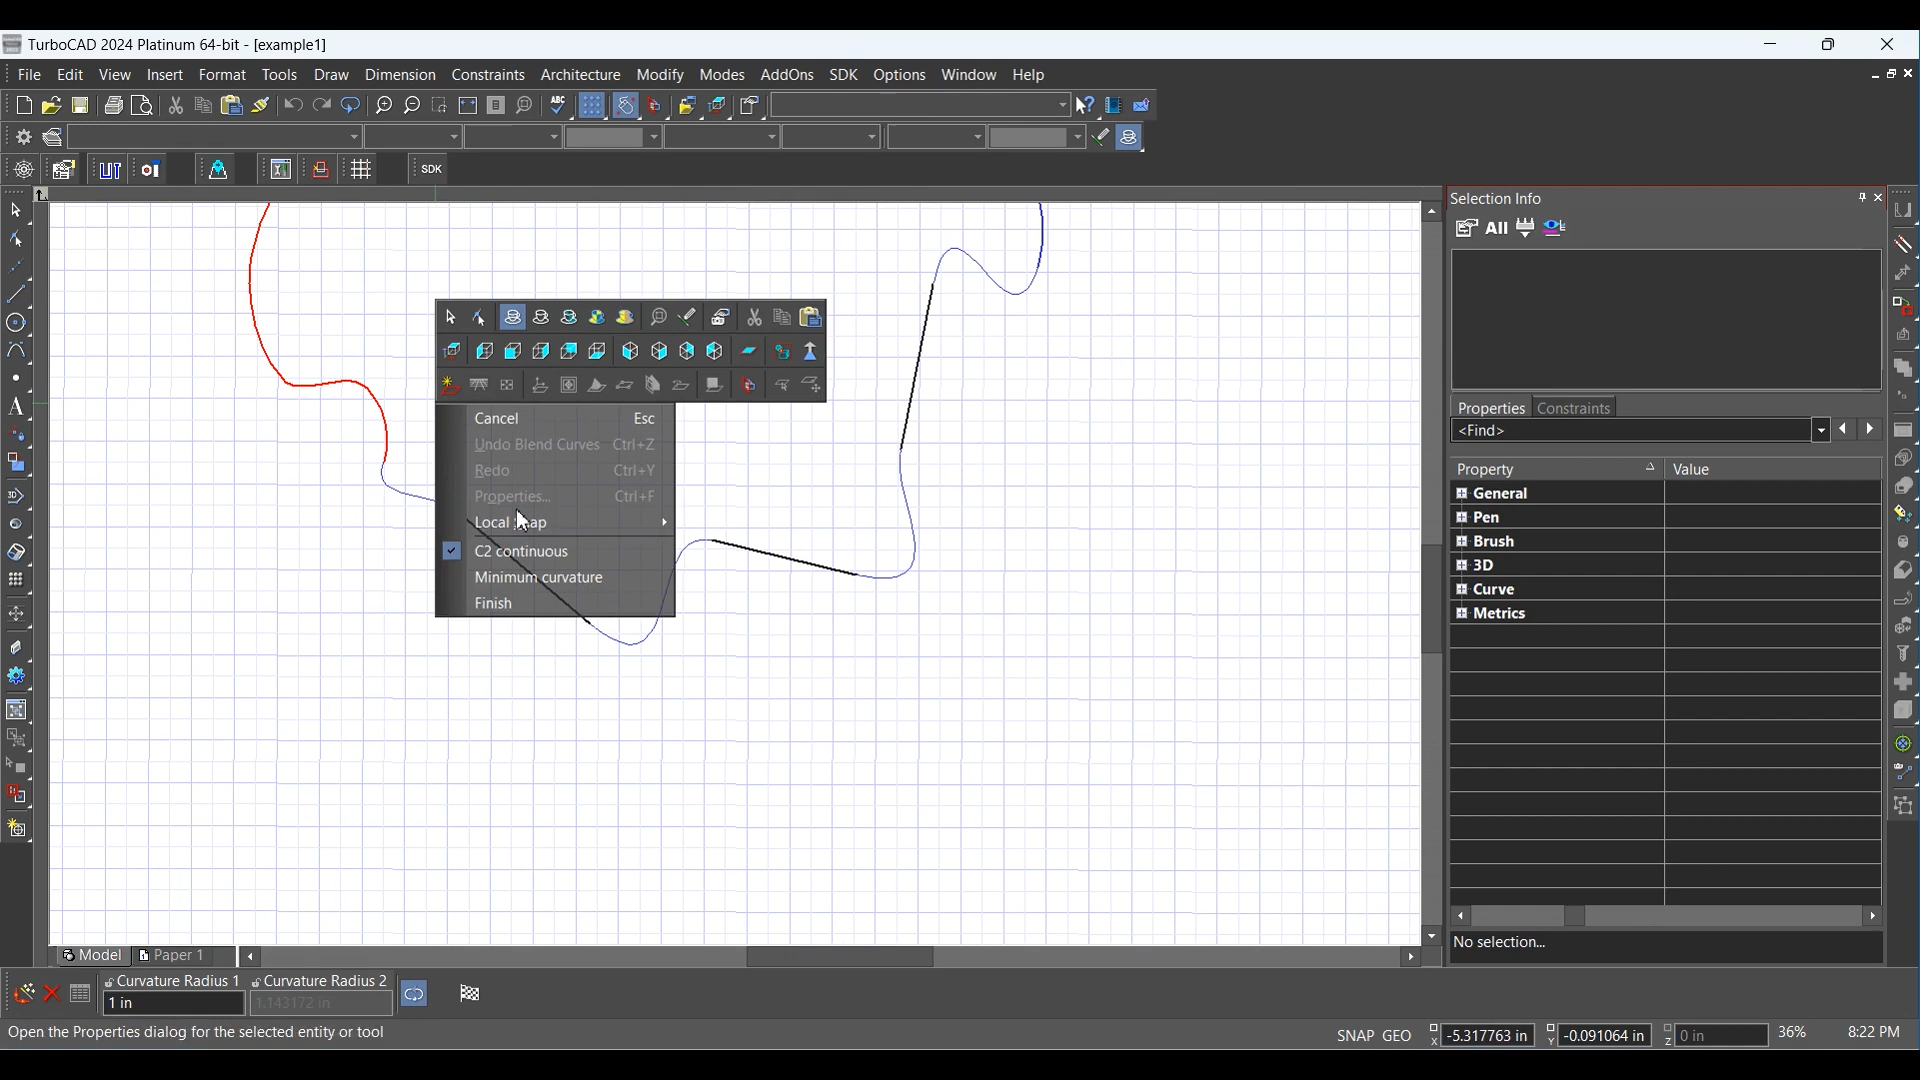 TurboCAD 2024 Platinum 64-bit - [example1]
File Edit View Insert Format Tools Draw Dimension Constraints Architecture Modify Modes AddOns SDK Options Window Help
ABC
SDK
Selection Info
All
Properties Constraints
<Find>
Property Value
General
Pen
Brush
3D
Curve
Metrics
No selection...
Cancel Esc
Undo Blend Curves Ctrl+Z
Redo Ctrl+Y
Properties... Ctrl+F
Local
C2 continuous
Minimum curvature
Finish
Model Paper 1
Curvature Radius 1 Curvature Radius 2
1 in 1.143172 in
Open the Properties dialog for the selected entity or tool
SNAP GEO X -5.317763 in Y -0.091064 in Z 0 in 36% 8:22 PM